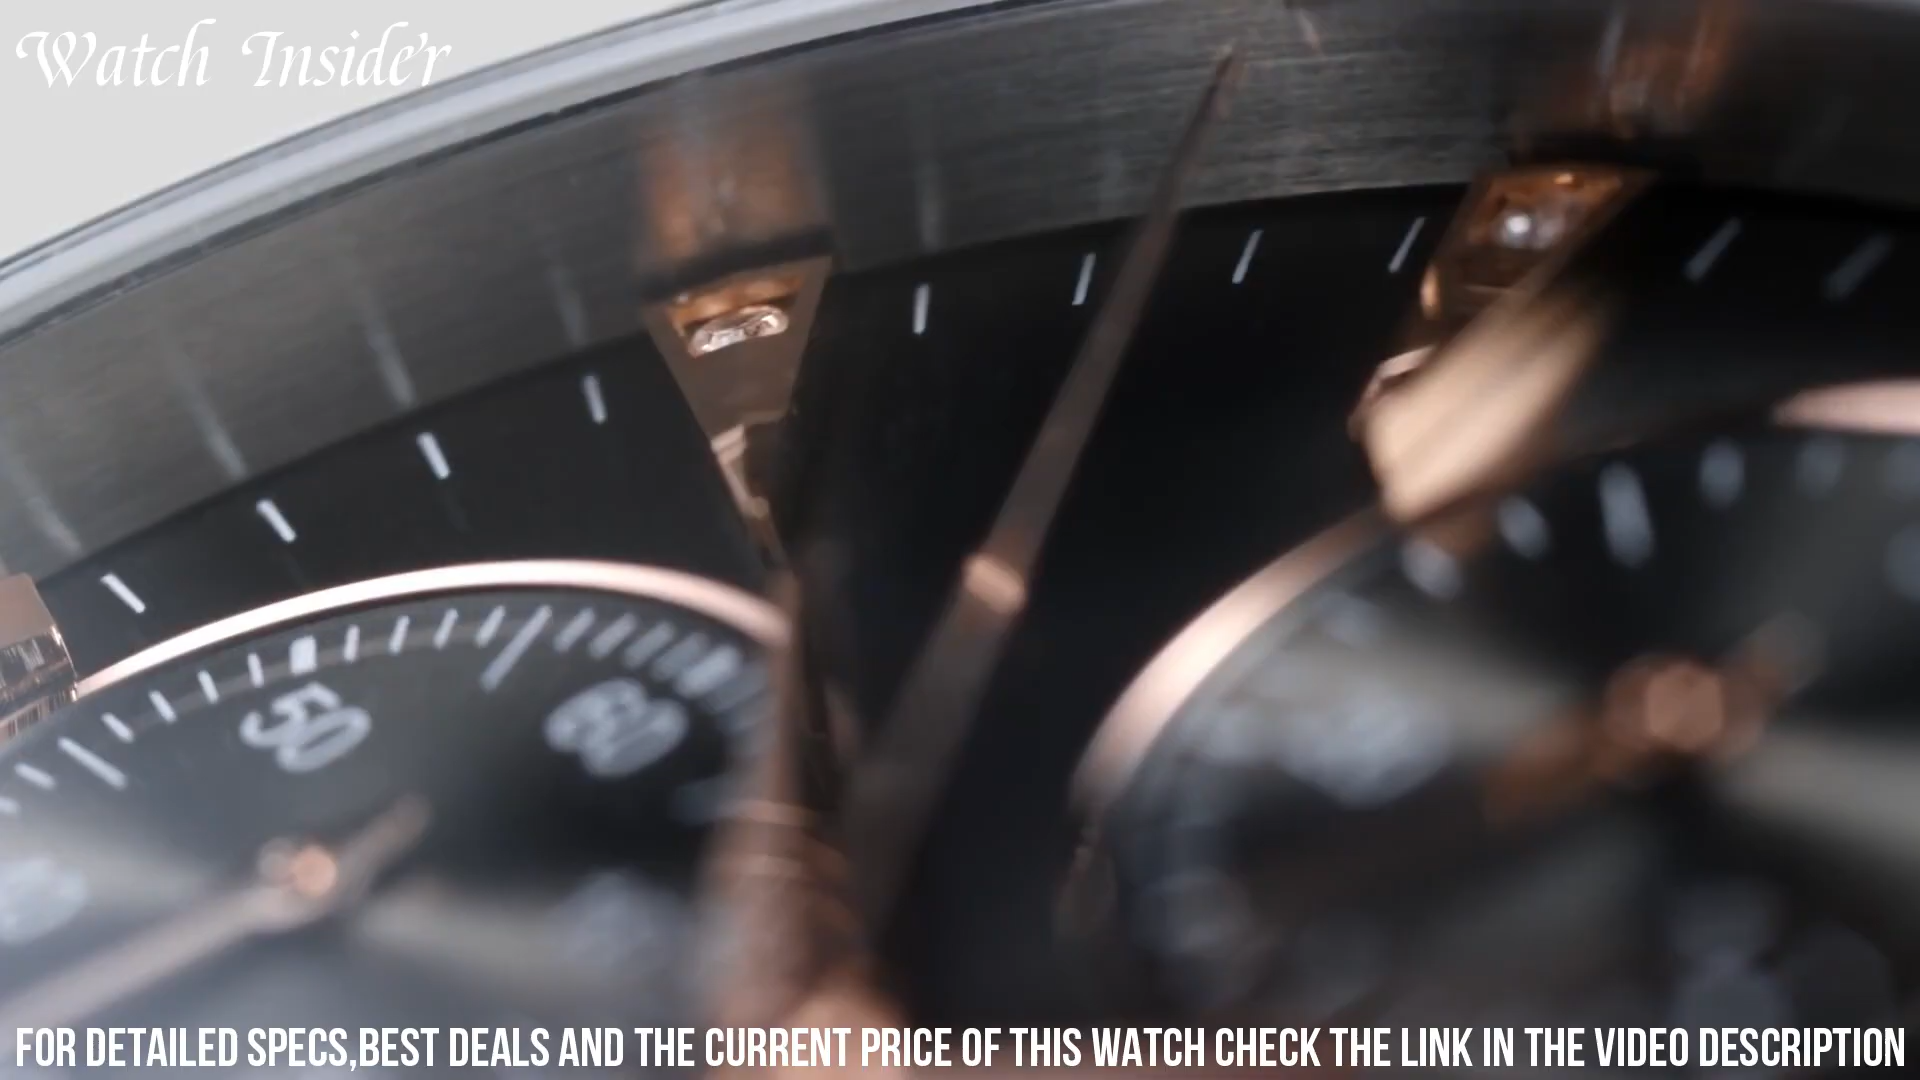 Watch Insider
50
60
FOR DETAILED SPECS,BEST DEALS AND THE CURRENT PRICE OF THIS WATCH CHECK THE LINK IN THE VIDEO DESCRIPTION